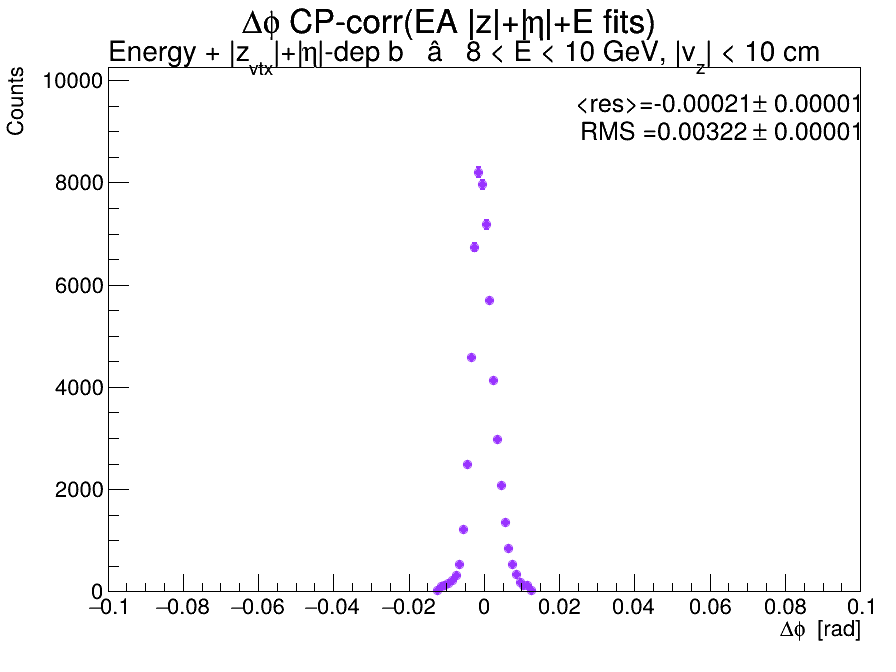 Δϕ CP-corr(EA |z|+|η|+E fits)
Energy + |z_vtx|+|η|-dep b â 8 < E < 10 GeV, |v_z| < 10 cm
<res>=-0.00021± 0.00001
RMS =0.00322 ± 0.00001
Counts
10000
8000
6000
4000
2000
0
−0.1 −0.08 −0.06 −0.04 −0.02 0 0.02 0.04 0.06 0.08 0.1
Δϕ [rad]